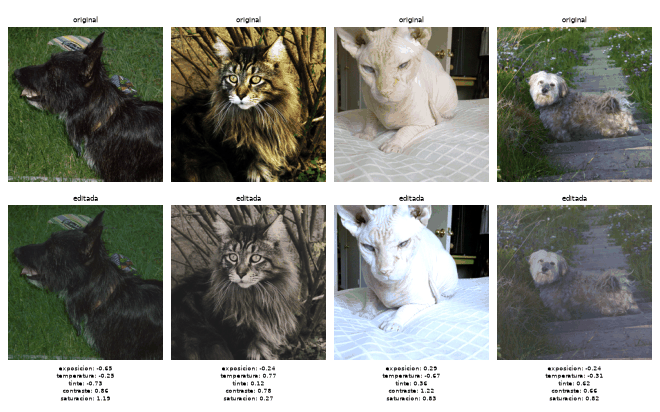 original
original
original
original
editada
editada
editada
editada
exposicion: -0.65
temperatura: -0.25
tinte: -0.73
contraste: 0.86
saturacion: 1.19
exposicion: -0.24
temperatura: 0.77
tinte: 0.12
contraste: 0.78
saturacion: 0.27
exposicion: 0.29
temperatura: -0.67
tinte: 0.36
contraste: 1.22
saturacion: 0.83
exposicion: -0.24
temperatura: -0.31
tinte: 0.62
contraste: 0.66
saturacion: 0.82